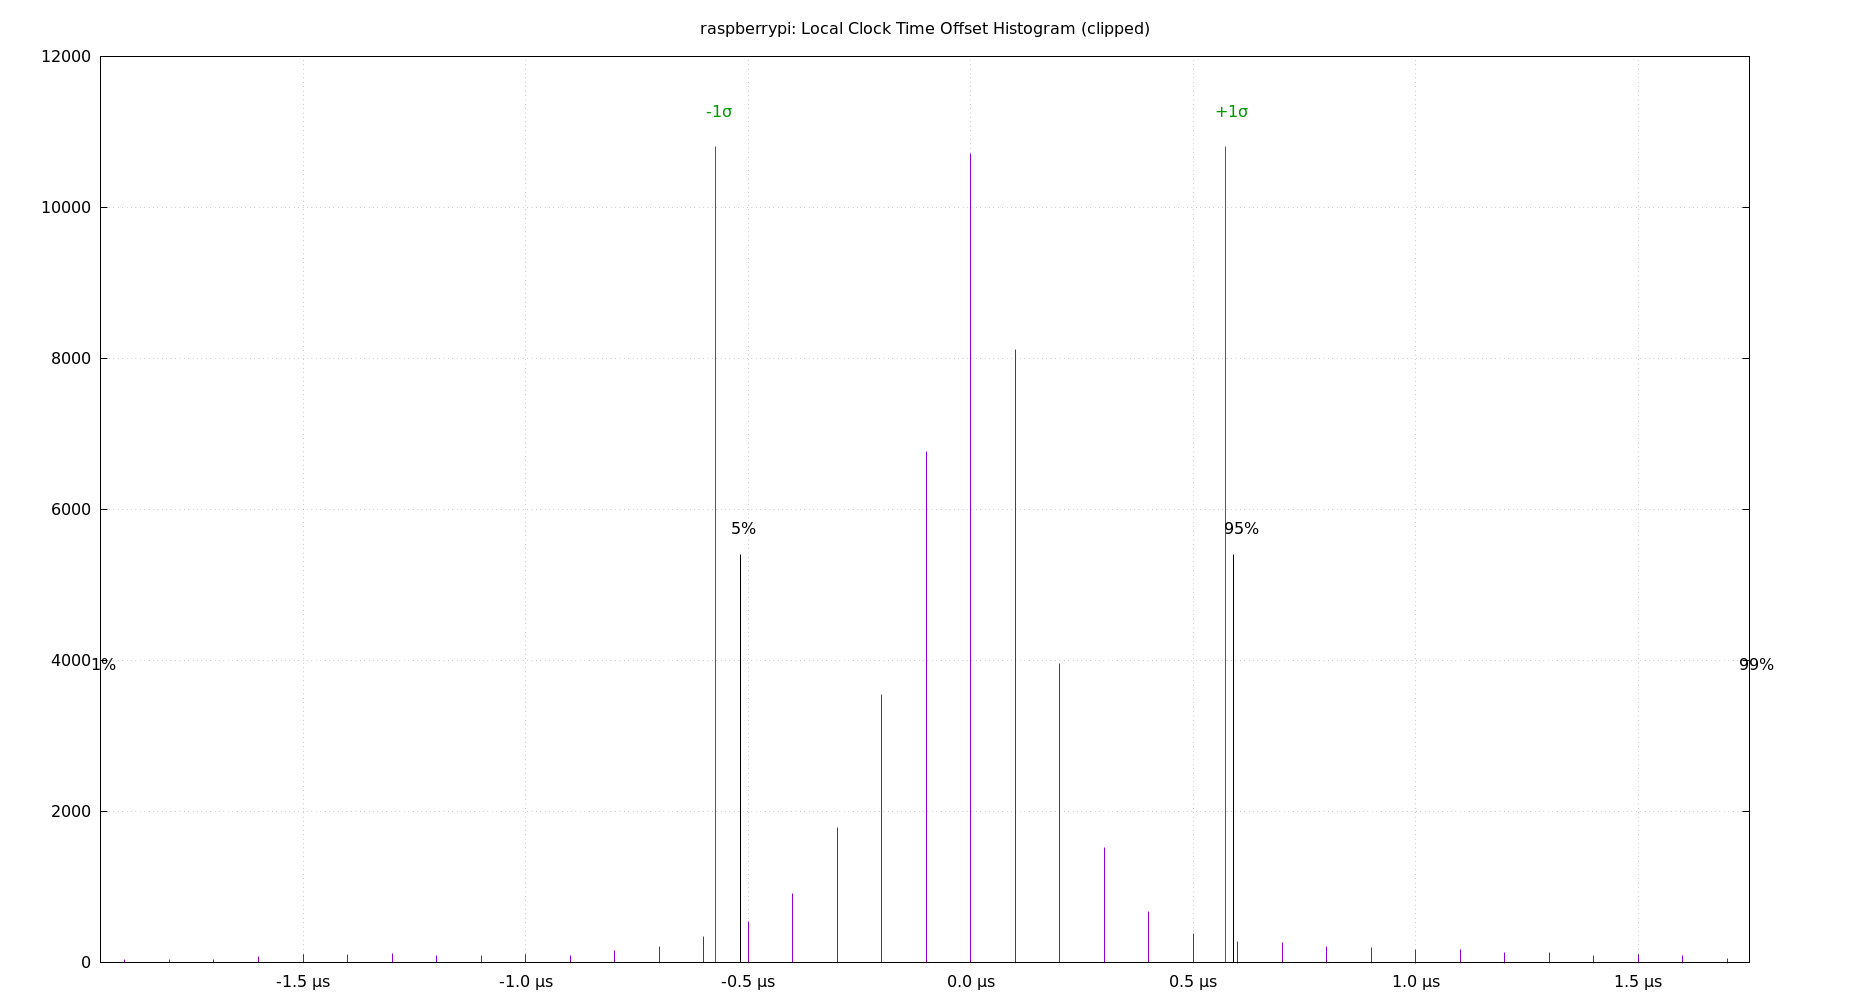 raspberrypi: Local Clock Time Offset Histogram (clipped)
12000
-1σ
+1σ
10000
8000
6000
5%
95%
4000
1%
99%
2000
0
-1.5 μs
-1.0 μs
-0.5 μs
0.0 μs
0.5 μs
1.0 μs
1.5 μs